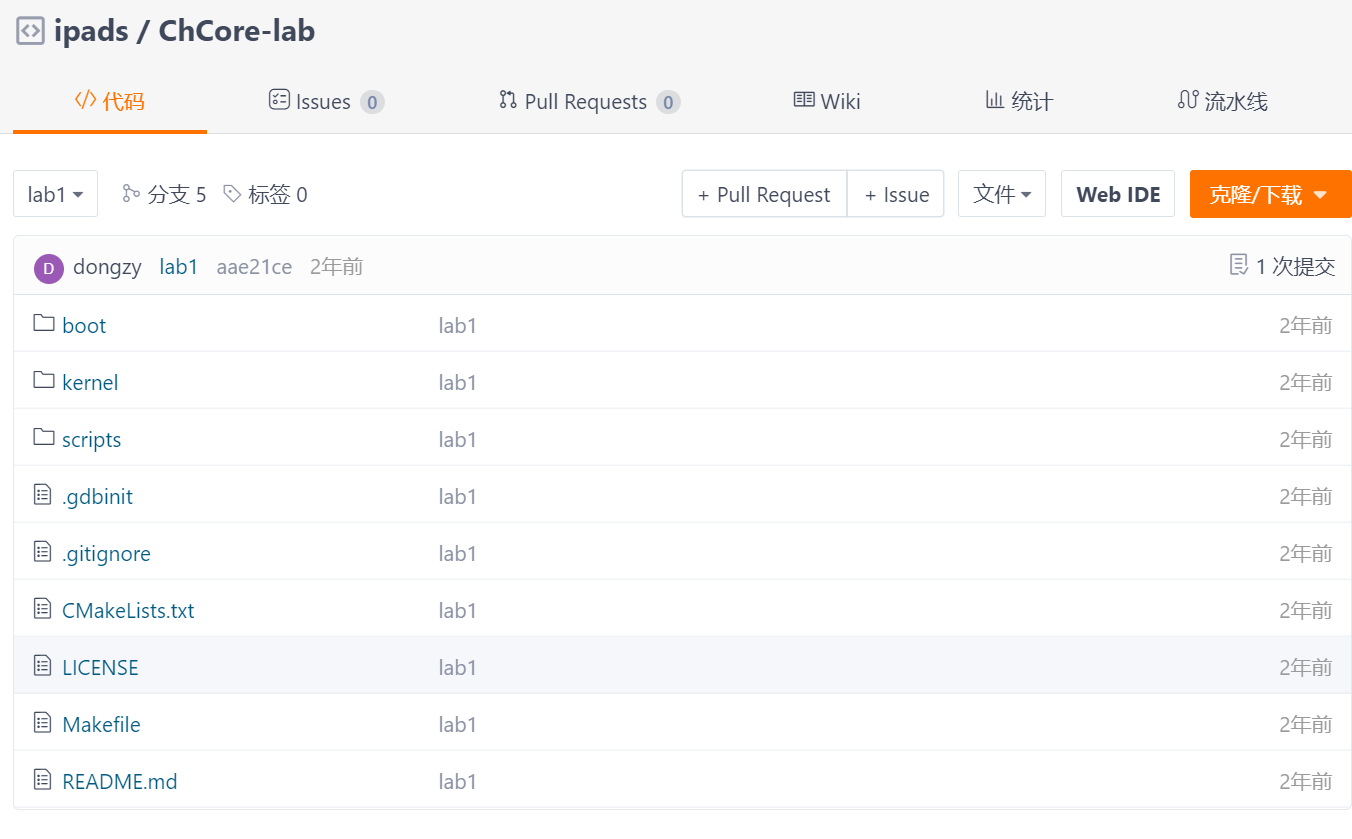 ipads / ChCore-lab
代码 Issues 0 Pull Requests 0 Wiki 统计 流水线
lab1 分支 5 标签 0 + Pull Request + Issue 文件 Web IDE 克隆/下载
D dongzy lab1 aae21ce 2年前 1 次提交
boot lab1 2年前
kernel lab1 2年前
scripts lab1 2年前
.gdbinit lab1 2年前
.gitignore lab1 2年前
CMakeLists.txt lab1 2年前
LICENSE lab1 2年前
Makefile lab1 2年前
README.md lab1 2年前